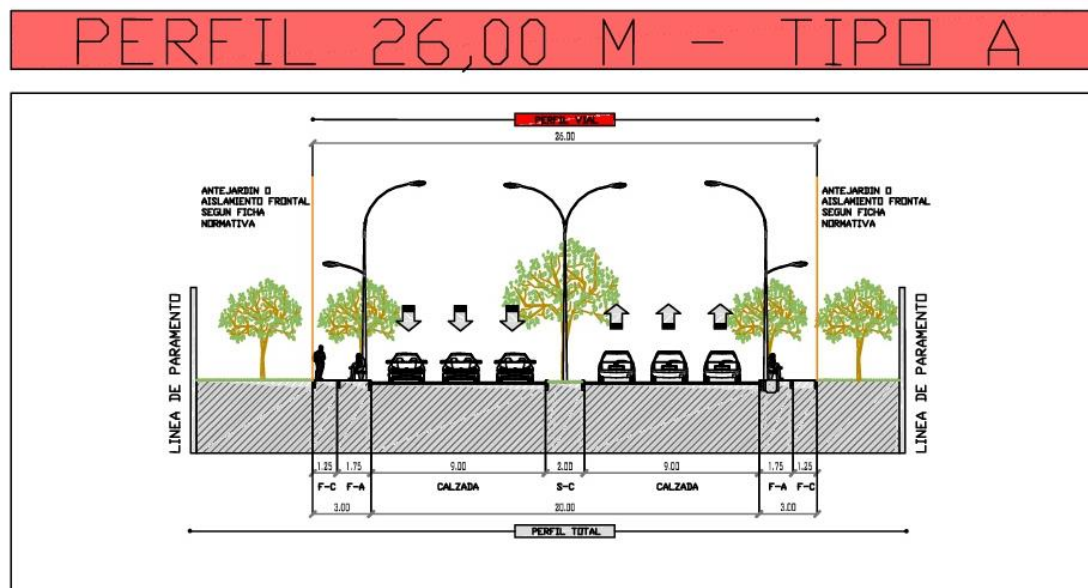 PERFIL 26,00 M - TIPO A
PERFIL VIAL
26.00
ANTEJARDIN O
AISLAMIENTO FRONTAL
SEGUN FICHA
NORMATIVA
ANTEJARDIN O
AISLAMIENTO FRONTAL
SEGUN FICHA
NORMATIVA
LINEA DE PARAMENTO
LINEA DE PARAMENTO
1.25 1.75 9.00 2.00 9.00 1.75 1.25
F-C F-A CALZADA S-C CALZADA F-A F-C
3.00 20.00 3.00
PERFIL TOTAL